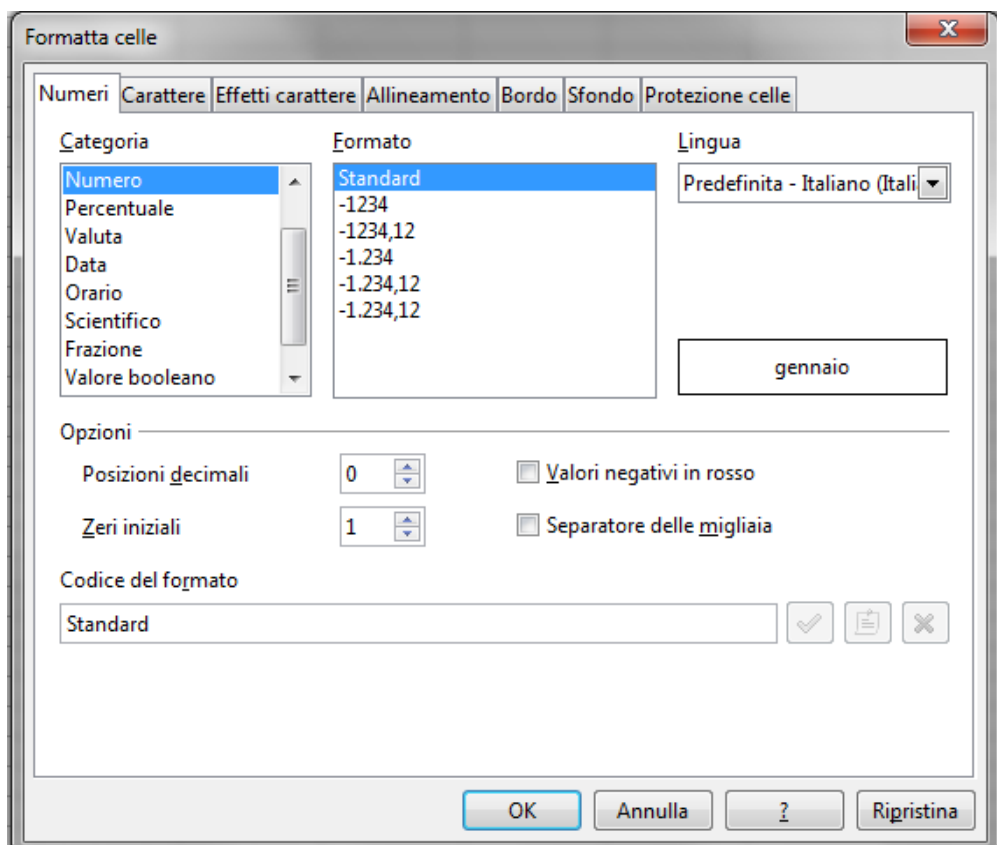 Formatta celle
Numeri Carattere Effetti carattere Allineamento Bordo Sfondo Protezione celle
Categoria
Numero
Percentuale
Valuta
Data
Orario
Scientifico
Frazione
Valore booleano
Formato
Standard
-1234
-1234,12
-1.234
-1.234,12
-1.234,12
Lingua
Predefinita - Italiano (Itali
gennaio
Opzioni
Posizioni decimali 0
Valori negativi in rosso
Zeri iniziali 1
Separatore delle migliaia
Codice del formato
Standard
OK Annulla ? Ripristina